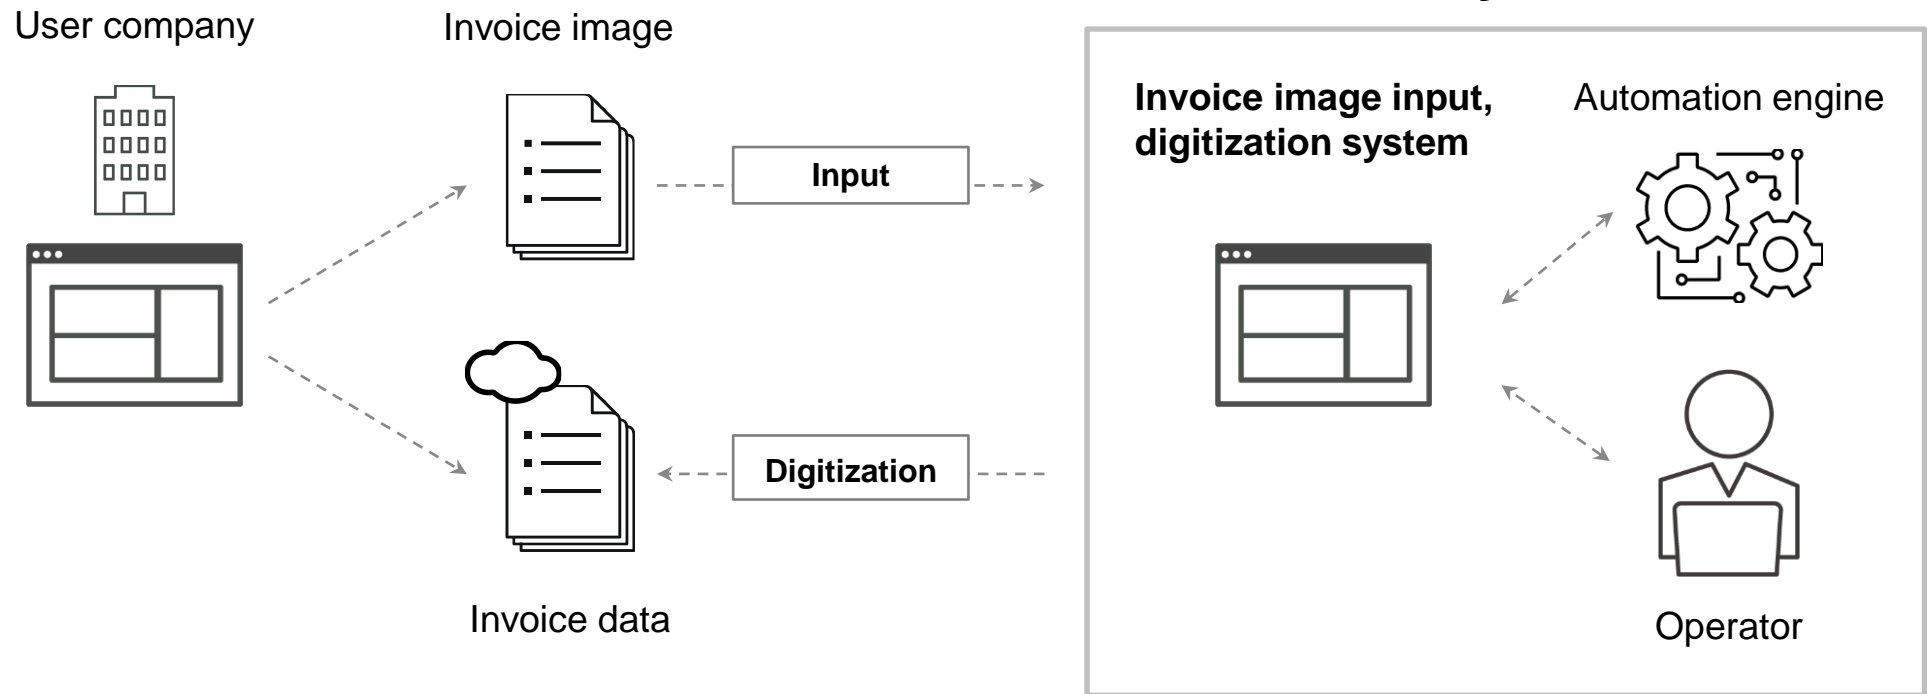 User company
Invoice image
Invoice image input,
digitization system
Automation engine
Input
Digitization
Invoice data
Operator